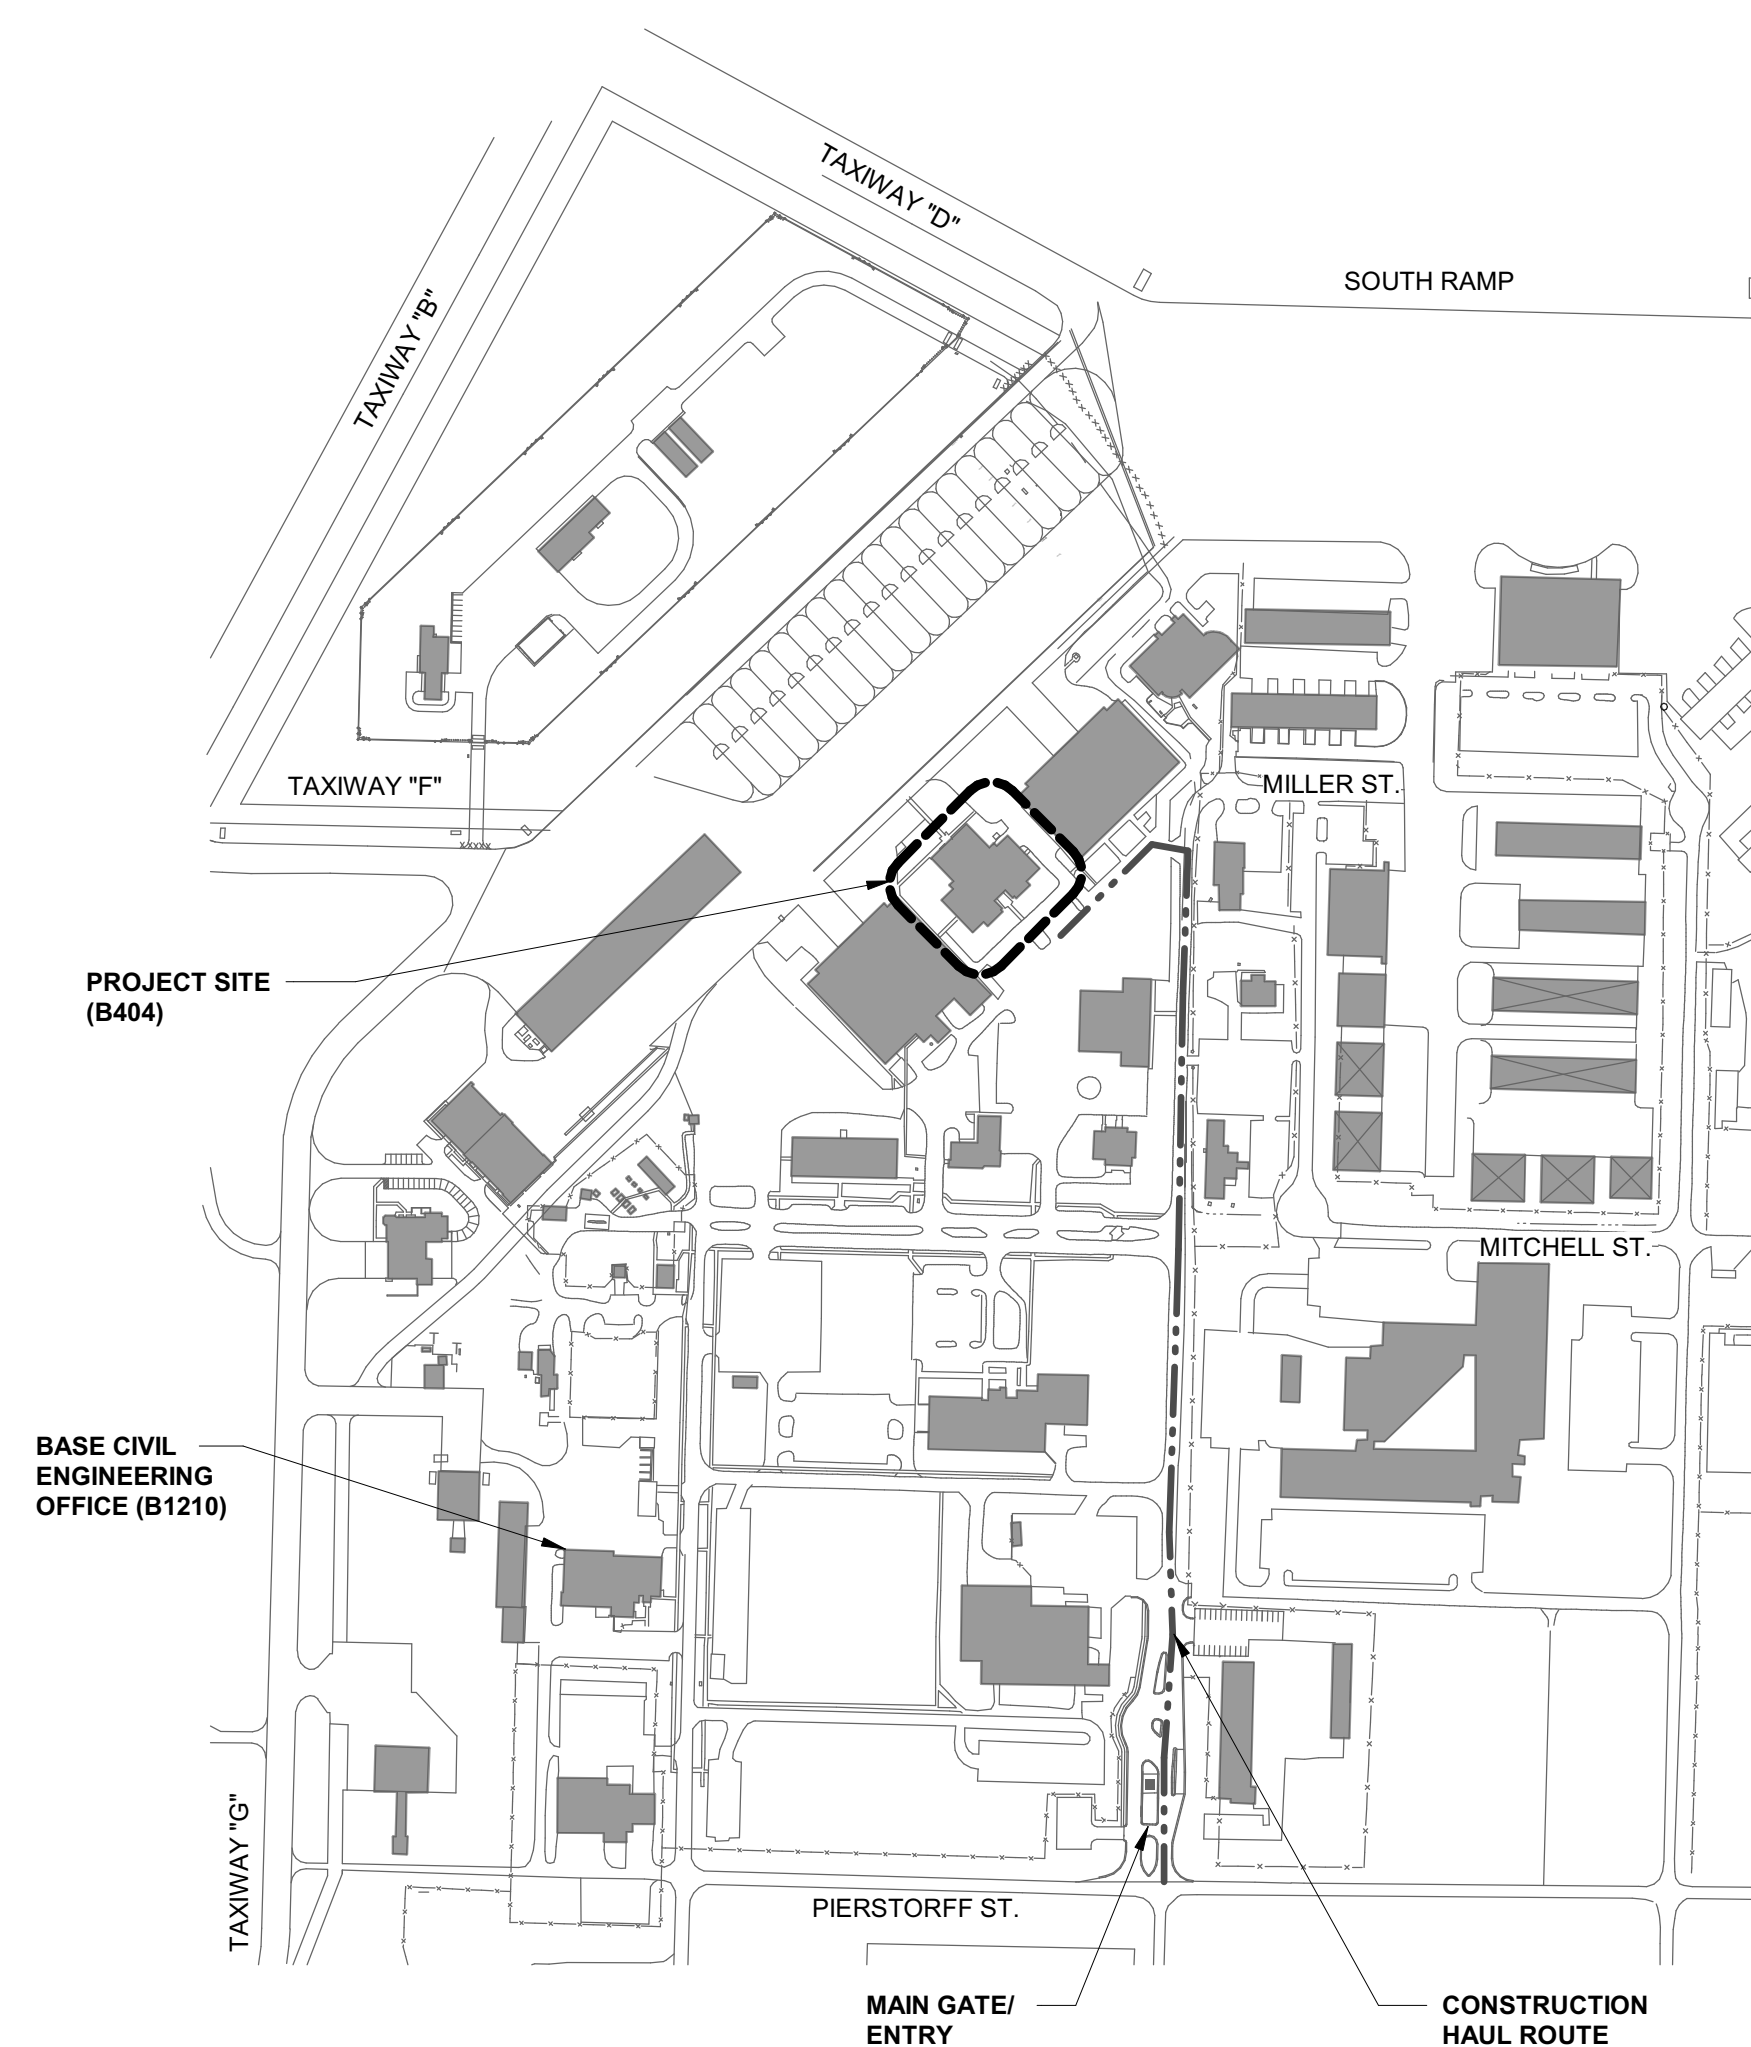 TAXIWAY "D"
SOUTH RAMP
TAXIWAY "B"
TAXIWAY "F"
MILLER ST.
PROJECT SITE
(B404)
MITCHELL ST.
BASE CIVIL
ENGINEERING
OFFICE (B1210)
TAXIWAY "G"
PIERSTORFF ST.
MAIN GATE/
ENTRY
CONSTRUCTION
HAUL ROUTE